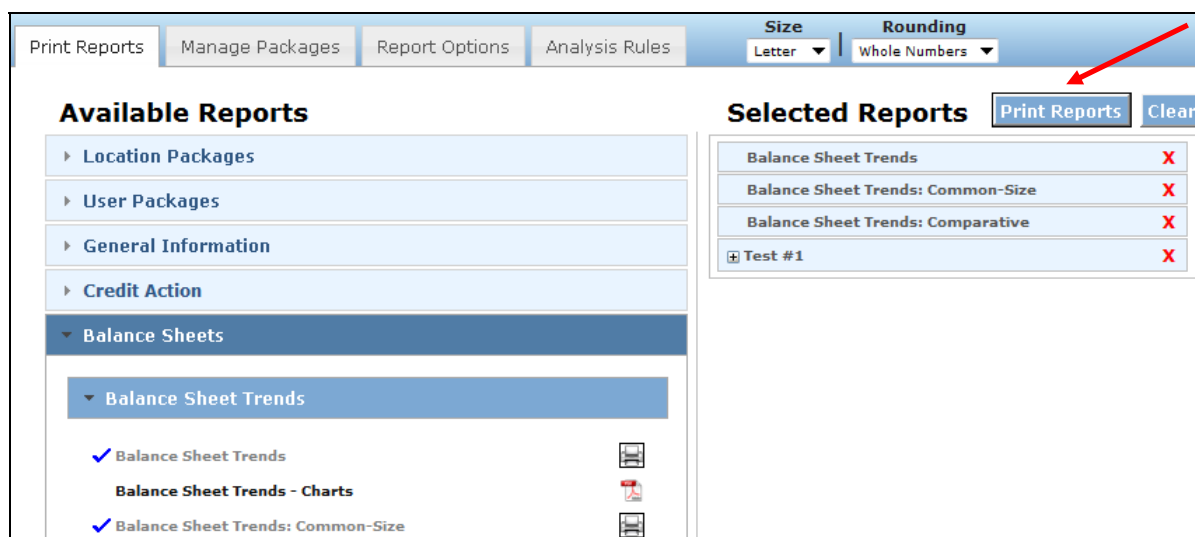 Print Reports Manage Packages Report Options Analysis Rules
Size Rounding
Letter Whole Numbers
Available Reports
Location Packages
User Packages
General Information
Credit Action
Balance Sheets
Balance Sheet Trends
Balance Sheet Trends
Balance Sheet Trends - Charts
Balance Sheet Trends: Common-Size
Selected Reports Print Reports Clear
Balance Sheet Trends X
Balance Sheet Trends: Common-Size X
Balance Sheet Trends: Comparative X
Test #1 X